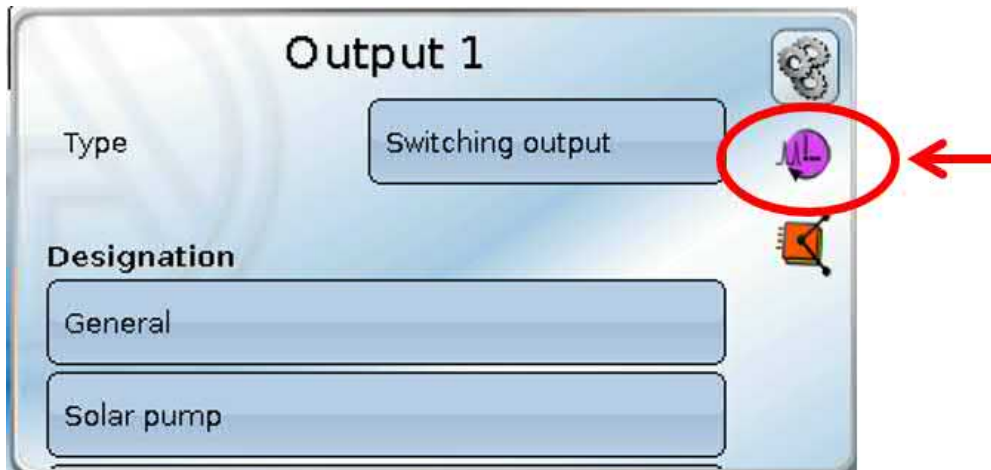 Output 1
Type
Switching output
Designation
General
Solar pump